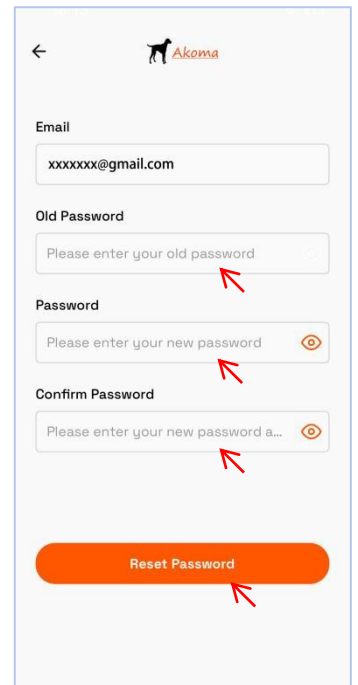 Akoma
Email
xxxxxxx@gmail.com
Old Password
Please enter your old password
Password
Please enter your new password
Confirm Password
Please enter your new password a...
Reset Password